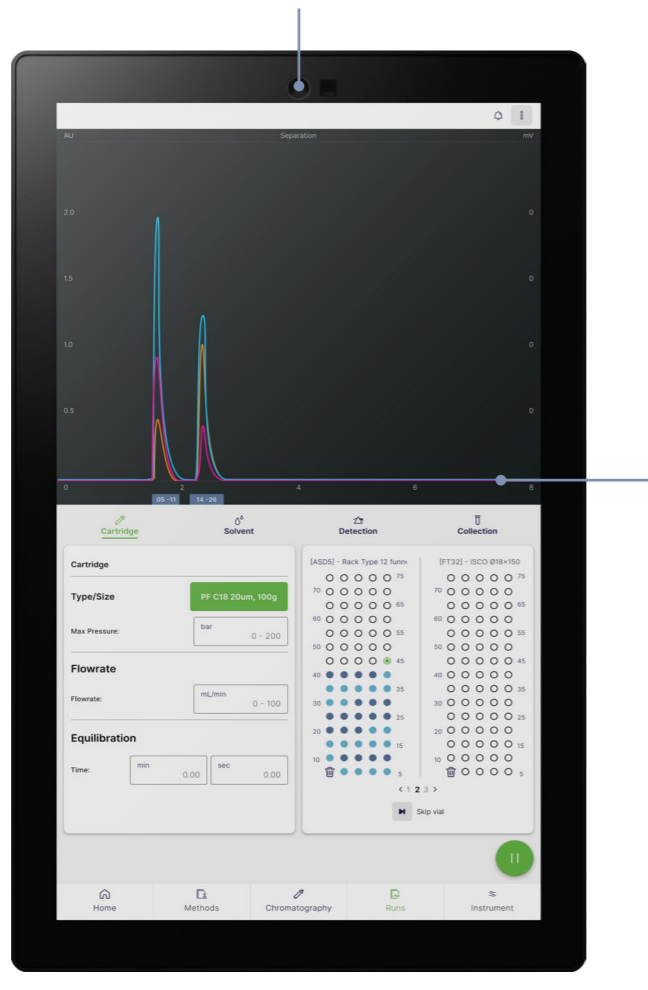 AU Separation mV
2.0 0
1.5 0
1.0 0
0.5 0
0 2 4 6 8
05 -11 14 -26
Cartridge Solvent Detection Collection
Cartridge
Type/Size PF C18 20um, 100g
Max Pressure: bar 0 - 200
Flowrate
Flowrate: mL/min 0 - 100
Equilibration
Time: min 0.00 sec 0.00
[ASD5] - Rack Type 12 funn [FT32] - ISCO Ø18×150
75 75
70 70
65 65
60 60
55 55
50 50
45 45
40 40
35 35
30 30
25 25
20 20
15 15
10 10
5 5
< 1 2 3 >
Skip vial
Home Methods Chromatography Runs Instrument